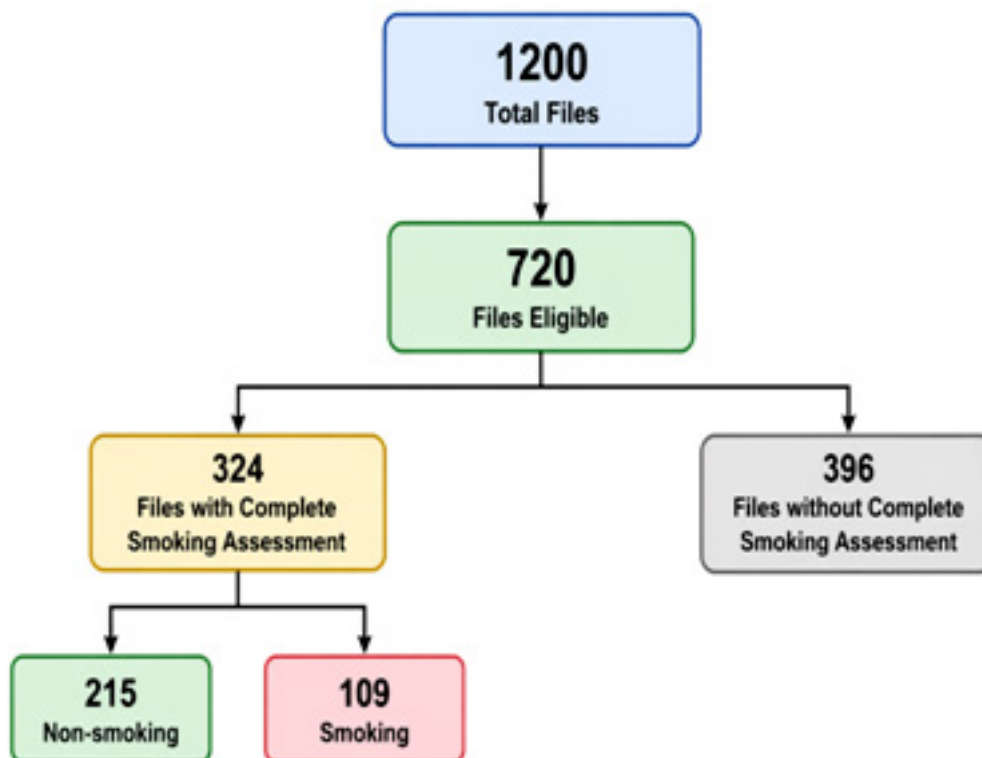 1200
Total Files
720
Files Eligible
324
Files with Complete
Smoking Assessment
396
Files without Complete
Smoking Assessment
215
Non-smoking
109
Smoking